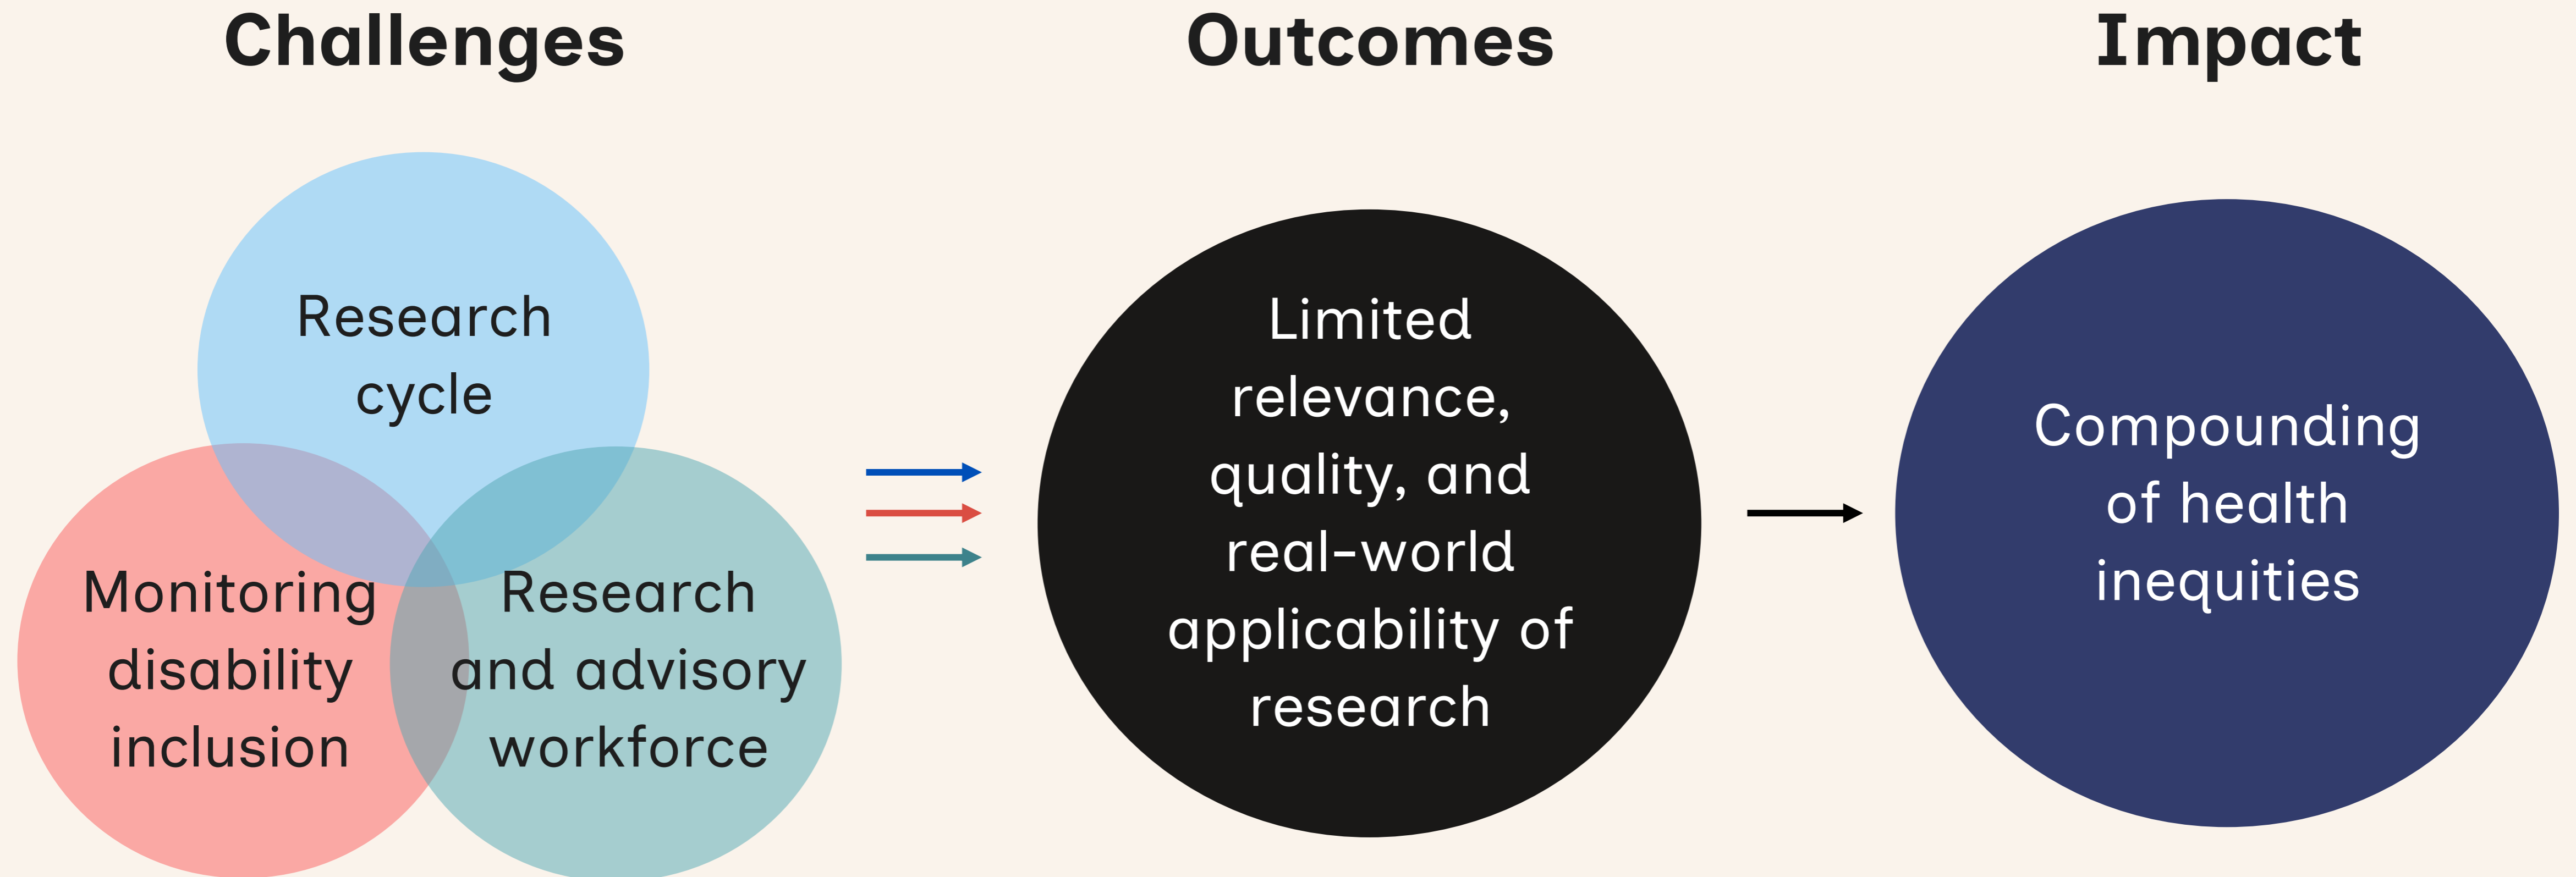 Challenges
Outcomes
Impact
Research
cycle
Monitoring
disability
inclusion
Research
and advisory
workforce
Limited
relevance,
quality, and
real-world
applicability of
research
Compounding
of health
inequities